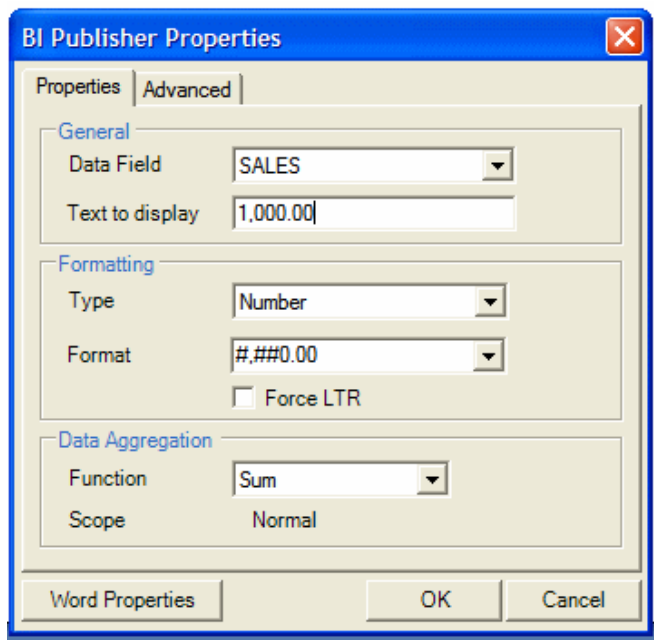 BI Publisher Properties
Properties Advanced
General
Data Field SALES
Text to display 1,000.00
Formatting
Type Number
Format #,##0.00
Force LTR
Data Aggregation
Function Sum
Scope Normal
Word Properties OK Cancel